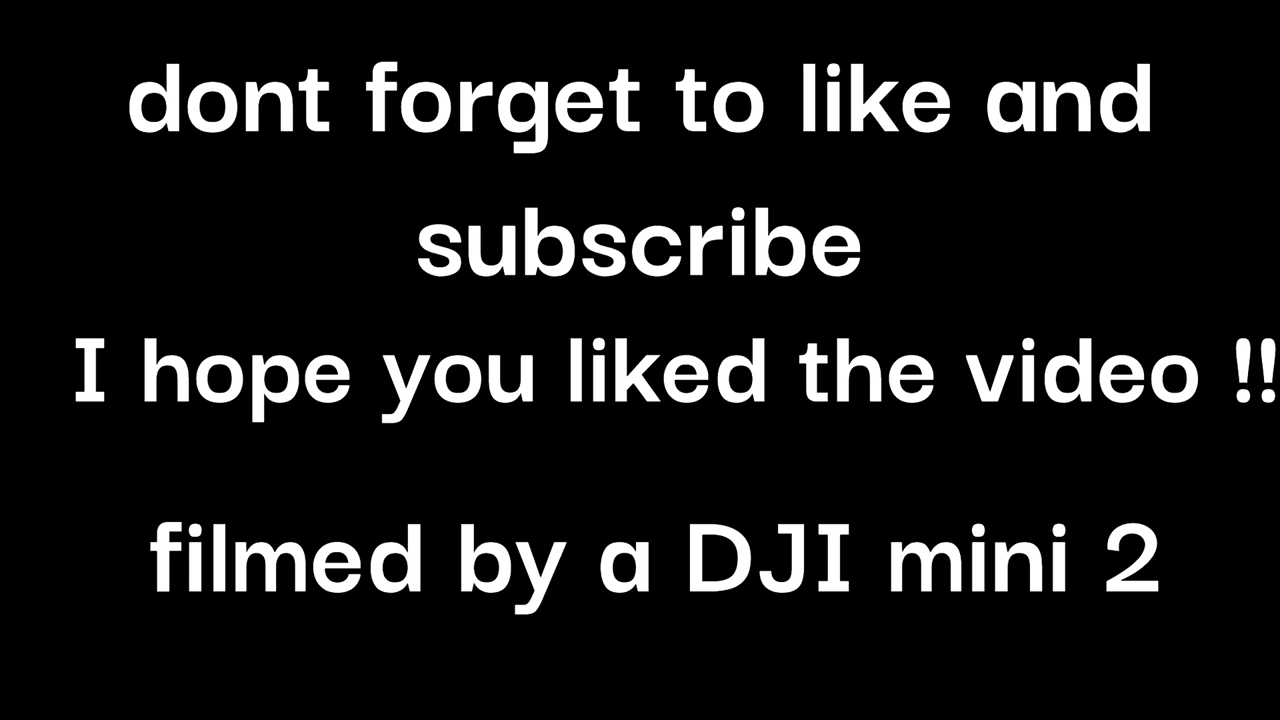 dont forget to like and
subscribe
I hope you liked the video !!
filmed by a DJI mini 2